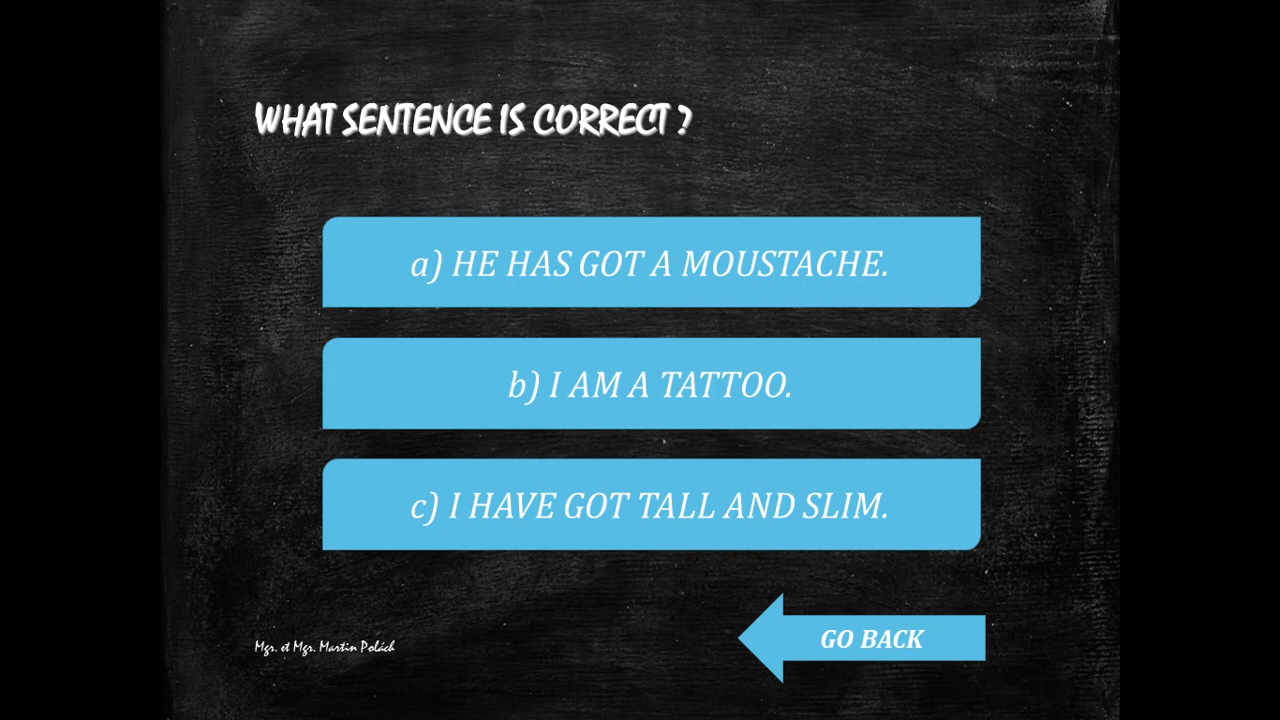 WHAT SENTENCE IS CORRECT ?
a) HE HAS GOT A MOUSTACHE.
b) I AM A TATTOO.
c) I HAVE GOT TALL AND SLIM.
GO BACK
Mgr. et Mgr. Martin Polách